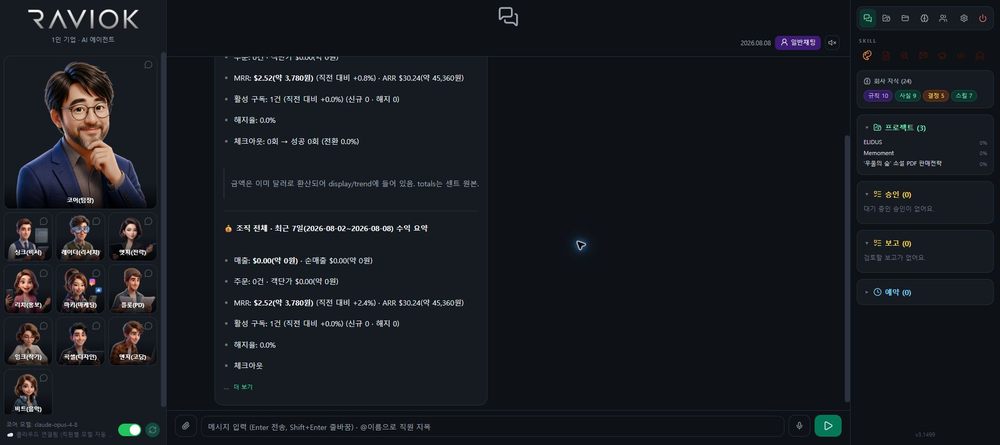 RAVIOK
1인 기업 · AI 에이전트
코어(팀장)
싱크(비서)
레이더(리서치)
엣지(전략)
리치(홍보)
마키(마케팅)
플롯(PD)
잉크(작가)
픽셀(디자인)
엔지(코딩)
비트(음악)
코어 모델: claude-opus-4-8
클라우드 연결됨 (직원별 모델 자동 ...
2026.08.08
일반채팅
주문: 0건 · 객단가 $0.00(약 0원)
MRR: $2.52(약 3,780원) (직전 대비 +0.8%) · ARR $30.24(약 45,360원)
활성 구독: 1건 (직전 대비 +0.0%) (신규 0 · 해지 0)
해지율: 0.0%
체크아웃: 0회 → 성공 0회 (전환 0.0%)
금액은 이미 달러로 환산되어 display/trend에 들어 있음. totals는 센트 원본.
조직 전체 · 최근 7일(2026-08-02~2026-08-08) 수익 요약
매출: $0.00(약 0원) · 순매출 $0.00(약 0원)
주문: 0건 · 객단가 $0.00(약 0원)
MRR: $2.52(약 3,780원) (직전 대비 +2.4%) · ARR $30.24(약 45,360원)
활성 구독: 1건 (직전 대비 +0.0%) (신규 0 · 해지 0)
해지율: 0.0%
체크아웃
... 더 보기
메시지 입력 (Enter 전송, Shift+Enter 줄바꿈) · @이름으로 직원 지목
SKILL
회사 지식 (24)
규칙 10 사실 9 결정 5 스킬 7
프로젝트 (3)
ELIDUS 0%
Memoment 0%
'우울의 숲' 소설 PDF 판매전략 0%
승인 (0)
대기 중인 승인이 없어요.
보고 (0)
검토할 보고가 없어요.
예약 (0)
v3.1499